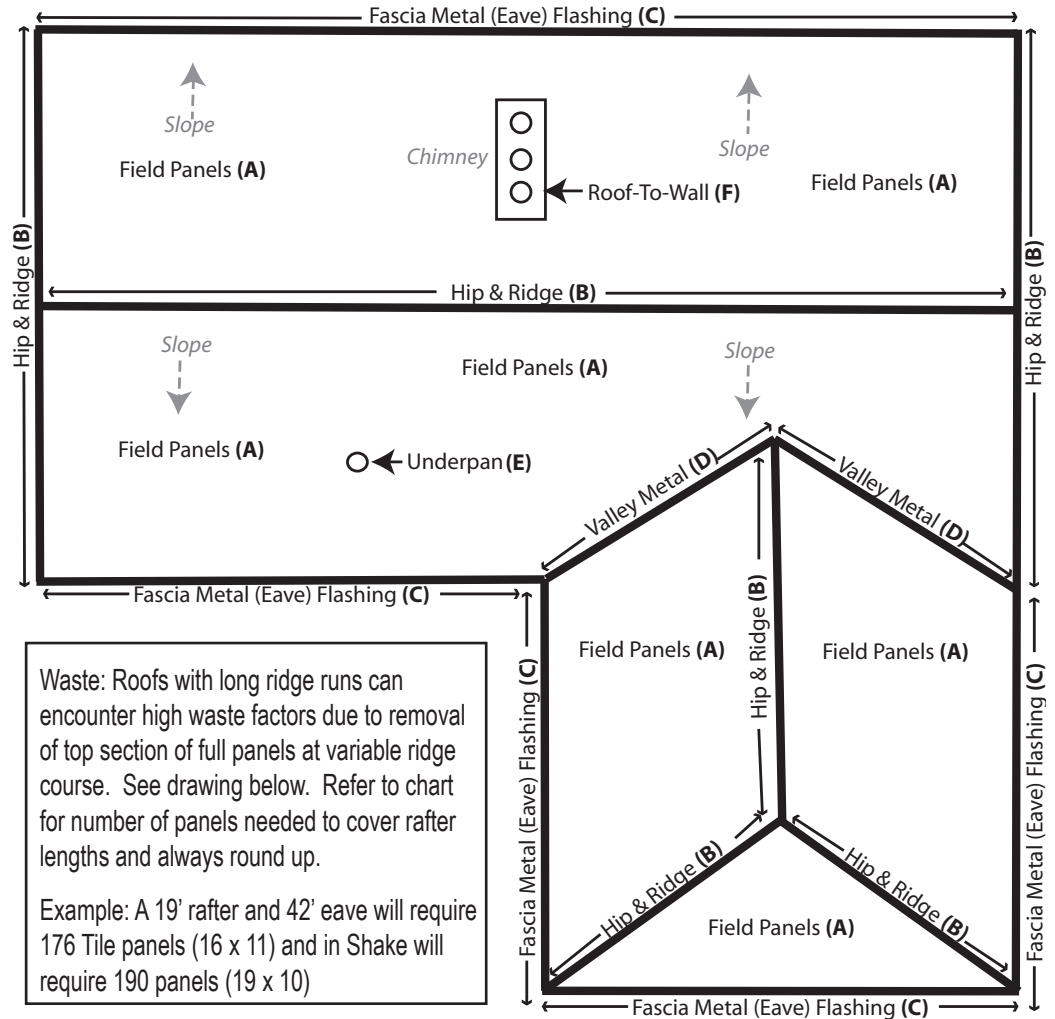 Fascia Metal (Eave) Flashing (C)
Slope
Field Panels (A)
Chimney
Slope
Field Panels (A)
Roof-To-Wall (F)
Hip & Ridge (B)
Hip & Ridge (B)
Hip & Ridge (B)
Slope
Slope
Field Panels (A)
Field Panels (A)
Underpan (E)
Valley Metal (D)
Valley Metal (D)
Fascia Metal (Eave) Flashing (C)
Hip & Ridge (B)
Field Panels (A)
Field Panels (A)
Fascia Metal (Eave) Flashing (C)
Fascia Metal (Eave) Flashing (C)
Hip & Ridge (B)
Hip & Ridge (B)
Field Panels (A)
Fascia Metal (Eave) Flashing (C)
Waste: Roofs with long ridge runs can
encounter high waste factors due to removal
of top section of full panels at variable ridge
course. See drawing below. Refer to chart
for number of panels needed to cover rafter
lengths and always round up.
Example: A 19’ rafter and 42’ eave will require
176 Tile panels (16 x 11) and in Shake will
require 190 panels (19 x 10)